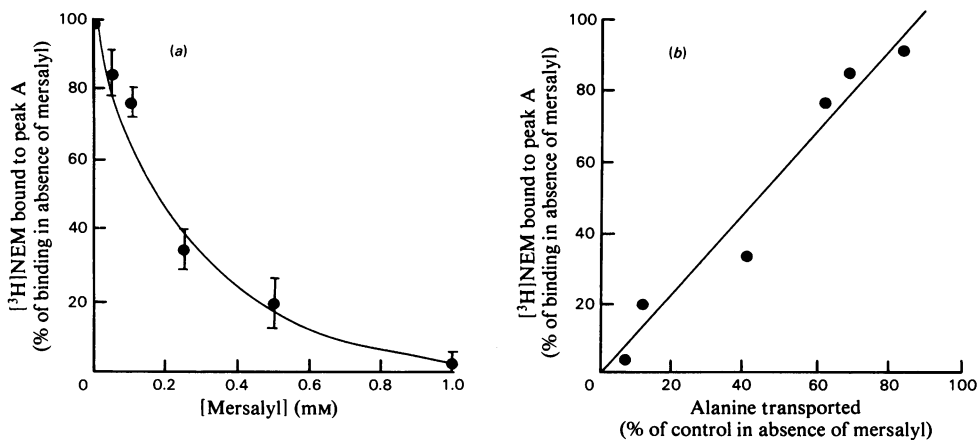 [³H]NEM bound to peak A
(% of binding in absence of mersalyl)
100
80
60
40
20
(a)
0
0.2
0.4
0.6
0.8
1.0
[Mersalyl] (mM)
[³H]NEM bound to peak A
(% of binding in absence of mersalyl)
100
80
60
40
20
(b)
0
20
40
60
80
100
Alanine transported
(% of control in absence of mersalyl)